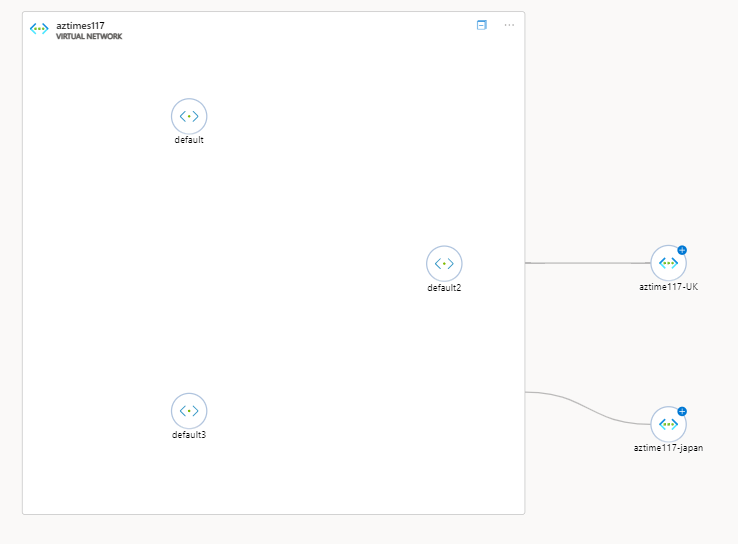 aztimes117
VIRTUAL NETWORK
default
default2
aztime117-UK
default3
aztime117-japan